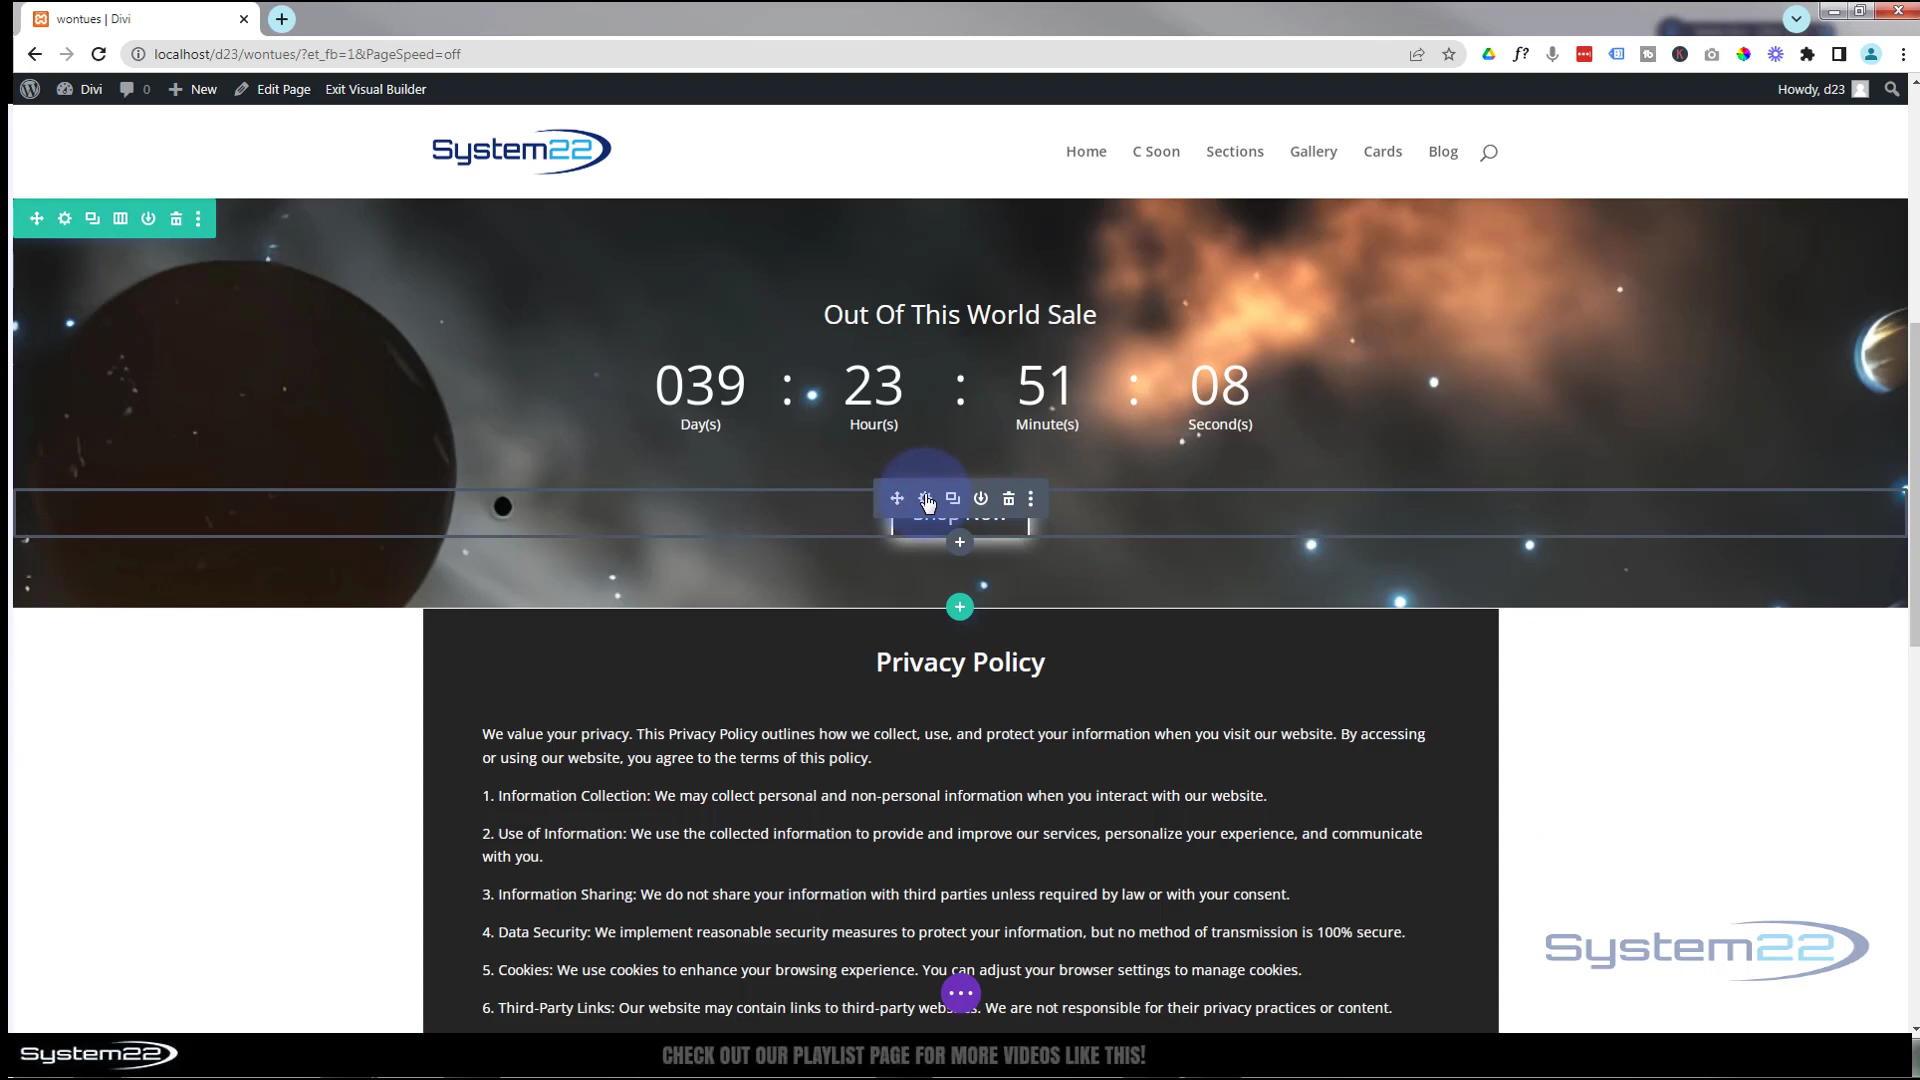 wontues | Divi
localhost/d23/wontues/?et_fb=1&PageSpeed=off
Divi 0 New Edit Page Exit Visual Builder Howdy, d23
System22
Home C Soon Sections Gallery Cards Blog
Out Of This World Sale
039 : 23 : 51 : 08
Day(s) Hour(s) Minute(s) Second(s)
Shop Now
Privacy Policy
We value your privacy. This Privacy Policy outlines how we collect, use, and protect your information when you visit our website. By accessing
or using our website, you agree to the terms of this policy.
1. Information Collection: We may collect personal and non-personal information when you interact with our website.
2. Use of Information: We use the collected information to provide and improve our services, personalize your experience, and communicate
with you.
3. Information Sharing: We do not share your information with third parties unless required by law or with your consent.
4. Data Security: We implement reasonable security measures to protect your information, but no method of transmission is 100% secure.
5. Cookies: We use cookies to enhance your browsing experience. You can adjust your browser settings to manage cookies.
6. Third-Party Links: Our website may contain links to third-party websites. We are not responsible for their privacy practices or content.
System22
System22
CHECK OUT OUR PLAYLIST PAGE FOR MORE VIDEOS LIKE THIS!